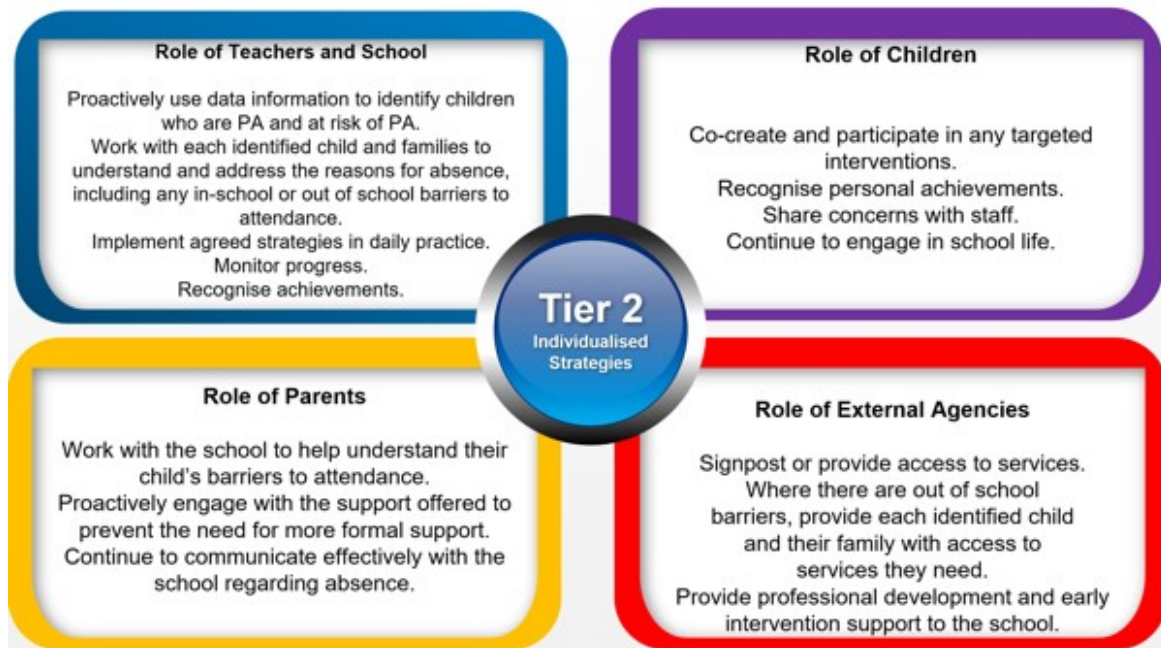 Role of Teachers and School
Proactively use data information to identify children
who are PA and at risk of PA.
Work with each identified child and families to
understand and address the reasons for absence,
including any in-school or out of school barriers to
attendance.
Implement agreed strategies in daily practice.
Monitor progress.
Recognise achievements.
Role of Children
Co-create and participate in any targeted
interventions.
Recognise personal achievements.
Share concerns with staff.
Continue to engage in school life.
Tier 2
Individualised
Strategies
Role of Parents
Work with the school to help understand their
child's barriers to attendance.
Proactively engage with the support offered to
prevent the need for more formal support.
Continue to communicate effectively with the
school regarding absence.
Role of External Agencies
Signpost or provide access to services.
Where there are out of school
barriers, provide each identified child
and their family with access to
services they need.
Provide professional development and early
intervention support to the school.